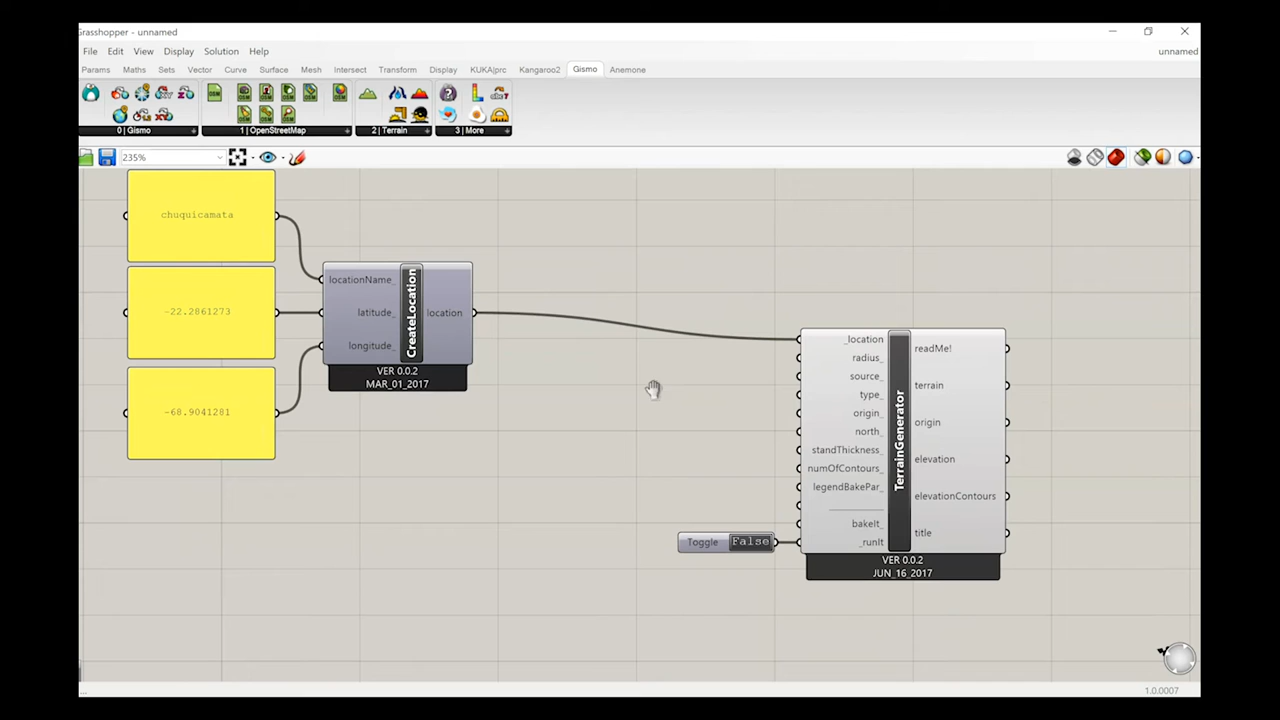 Grasshopper - unnamed
File Edit View Display Solution Help
unnamed
Params Maths Sets Vector Curve Surface Mesh Intersect Transform Display KUKA|prc Kangaroo2 Gismo Anemone
0 | Gismo
1 | OpenStreetMap
2 | Terrain
3 | More
235%
chuquicamata
-22.2861273
-68.9041281
locationName_
latitude_
longitude_
CreateLocation
location
VER 0.0.2
MAR_01_2017
Toggle False
_location
radius_
source_
type_
origin_
north_
standThickness_
numOfContours_
legendBakePar_
bakeIt_
_runIt
TerrainGenerator
readMe!
terrain
origin
elevation
elevationContours
title
VER 0.0.2
JUN_16_2017
...
1.0.0007